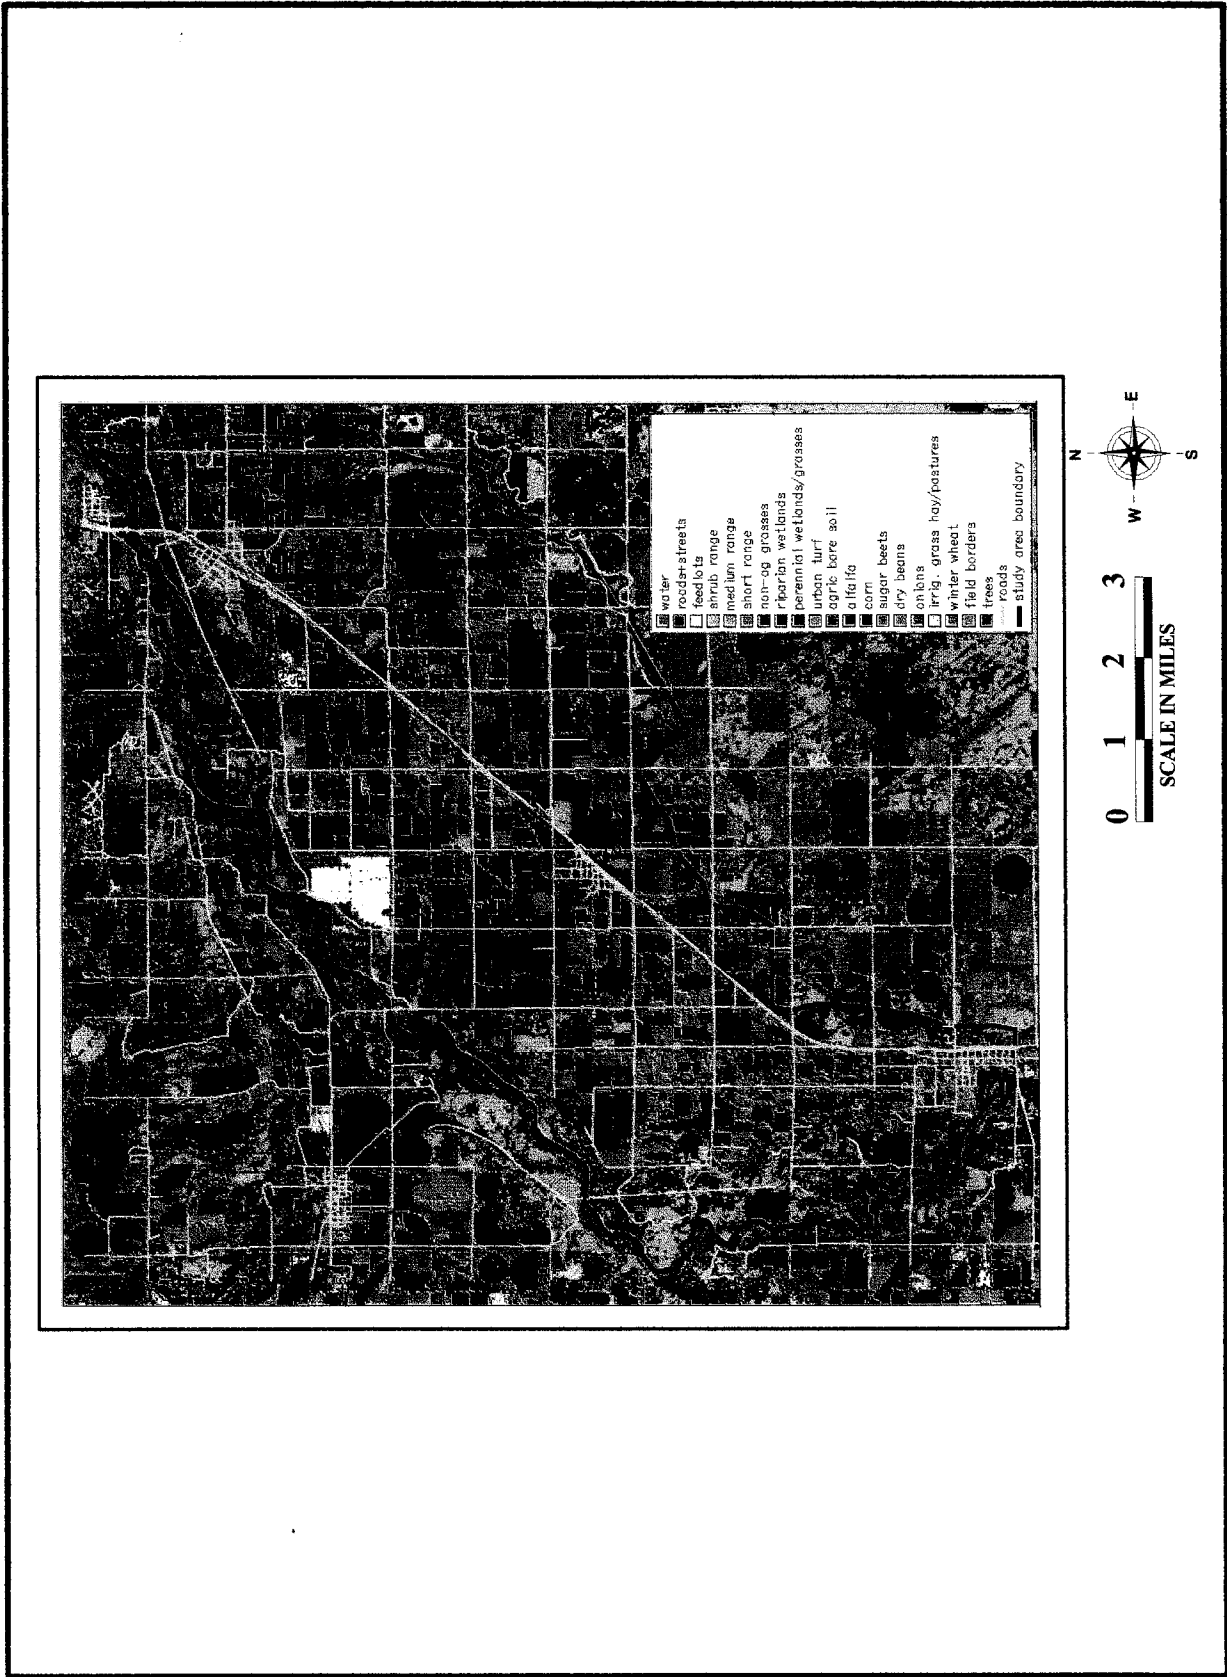 water
roads+streets
feedlots
shrub range
medium range
short range
non-ag grasses
riparian wetlands
perennial wetlands/grasses
urban turf
agric bare soil
alfalfa
corn
sugar beets
dry beans
onions
irrig. grass hay/pastures
winter wheat
field borders
trees
roads
study area boundary
0 1 2 3
SCALE IN MILES
N
W E
S